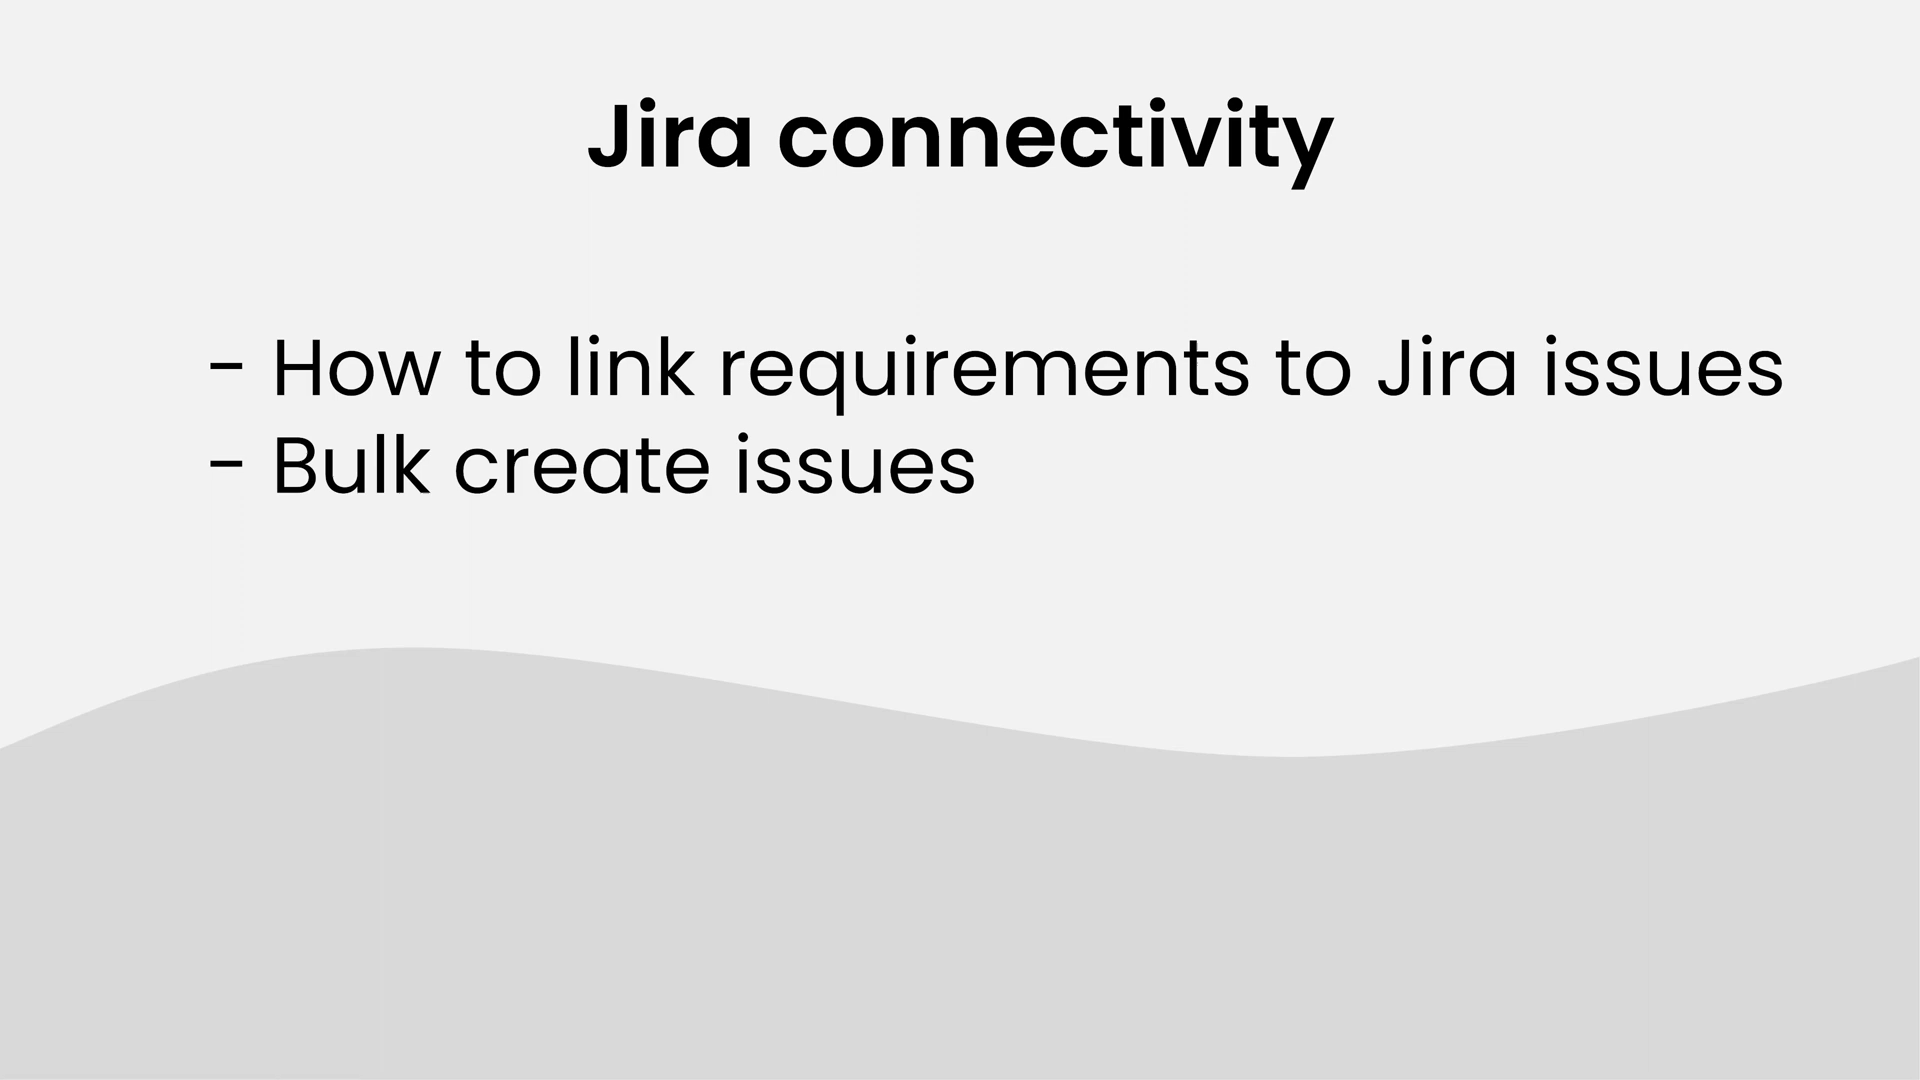 Jira connectivity
- How to link requirements to Jira issues
- Bulk create issues